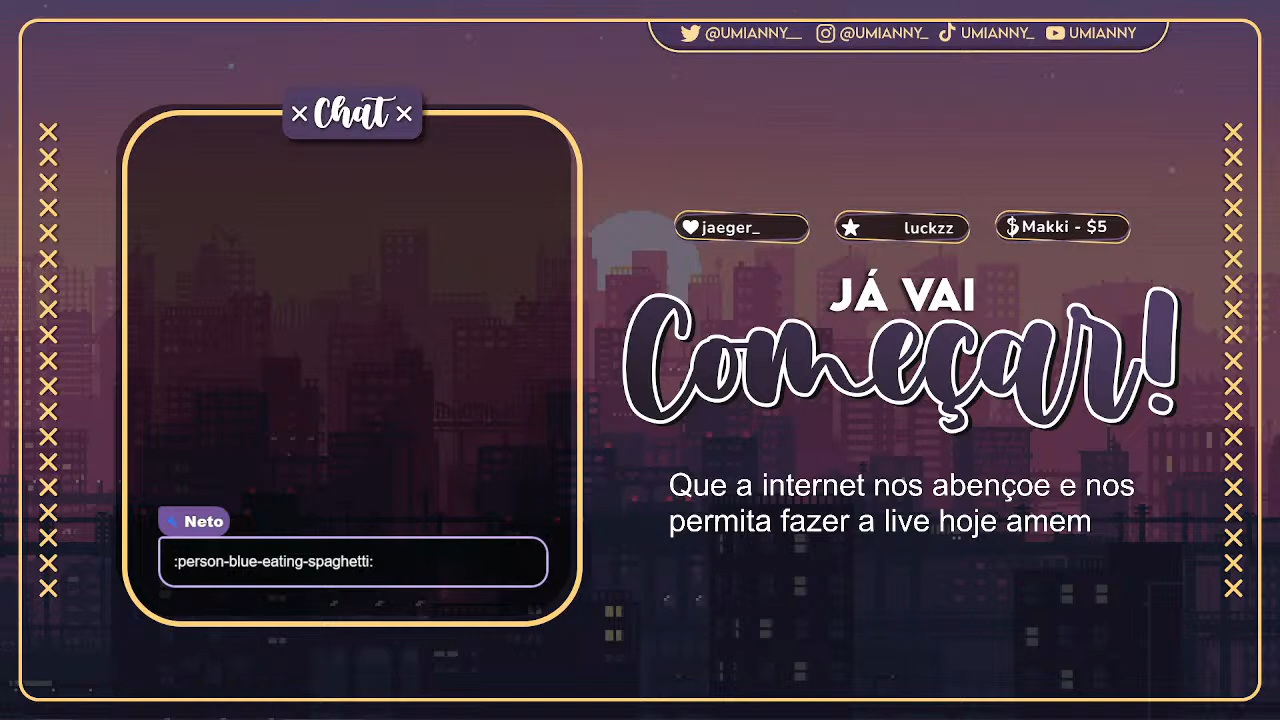 @UMIANNY__ @UMIANNY_ UMIANNY_ UMIANNY
Chat
jaeger_ luckzz $ Makki - $5
JÁ VAI
Começar!
Que a internet nos abençoe e nos
permita fazer a live hoje amem
Neto
:person-blue-eating-spaghetti: